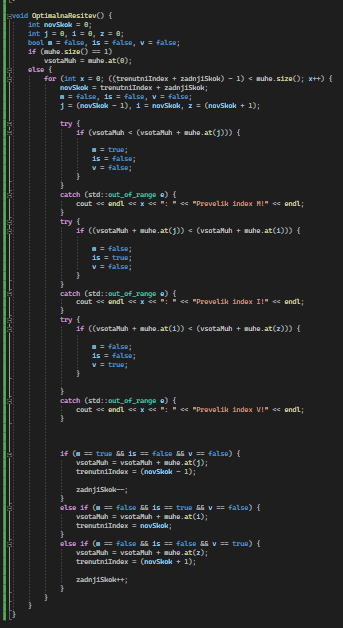 void OptimalnaResitev() {
int novSkok = 0;
int j = 0, i = 0, z = 0;
bool m = false, is = false, v = false;
if (muhe.size() == 1)
vsotaMuh = muhe.at(0);
else {
for (int x = 0; ((trenutniIndex + zadnjiSkok) - 1) < muhe.size(); x++) {
novSkok = trenutniIndex + zadnjiSkok;
m = false, is = false, v = false;
j = (novSkok - 1), i = novSkok, z = (novSkok + 1);
try {
if (vsotaMuh < (vsotaMuh + muhe.at(j))) {
m = true;
is = false;
v = false;
}
}
catch (std::out_of_range e) {
cout << endl << x << ": " << "Prevelik index M!" << endl;
}
try {
if ((vsotaMuh + muhe.at(j)) < (vsotaMuh + muhe.at(i))) {
m = false;
is = true;
v = false;
}
}
catch (std::out_of_range e) {
cout << endl << x << ": " << "Prevelik index I!" << endl;
}
try {
if ((vsotaMuh + muhe.at(i)) < (vsotaMuh + muhe.at(z))) {
m = false;
is = false;
v = true;
}
}
catch (std::out_of_range e) {
cout << endl << x << ": " << "Prevelik index V!" << endl;
}
if (m == true && is == false && v == false) {
vsotaMuh = vsotaMuh + muhe.at(j);
trenutniIndex = (novSkok - 1);
zadnjiSkok--;
}
else if (m == false && is == true && v == false) {
vsotaMuh = vsotaMuh + muhe.at(i);
trenutniIndex = novSkok;
}
else if (m == false && is == false && v == true) {
vsotaMuh = vsotaMuh + muhe.at(z);
trenutniIndex = (novSkok + 1);
zadnjiSkok++;
}
}
}
}